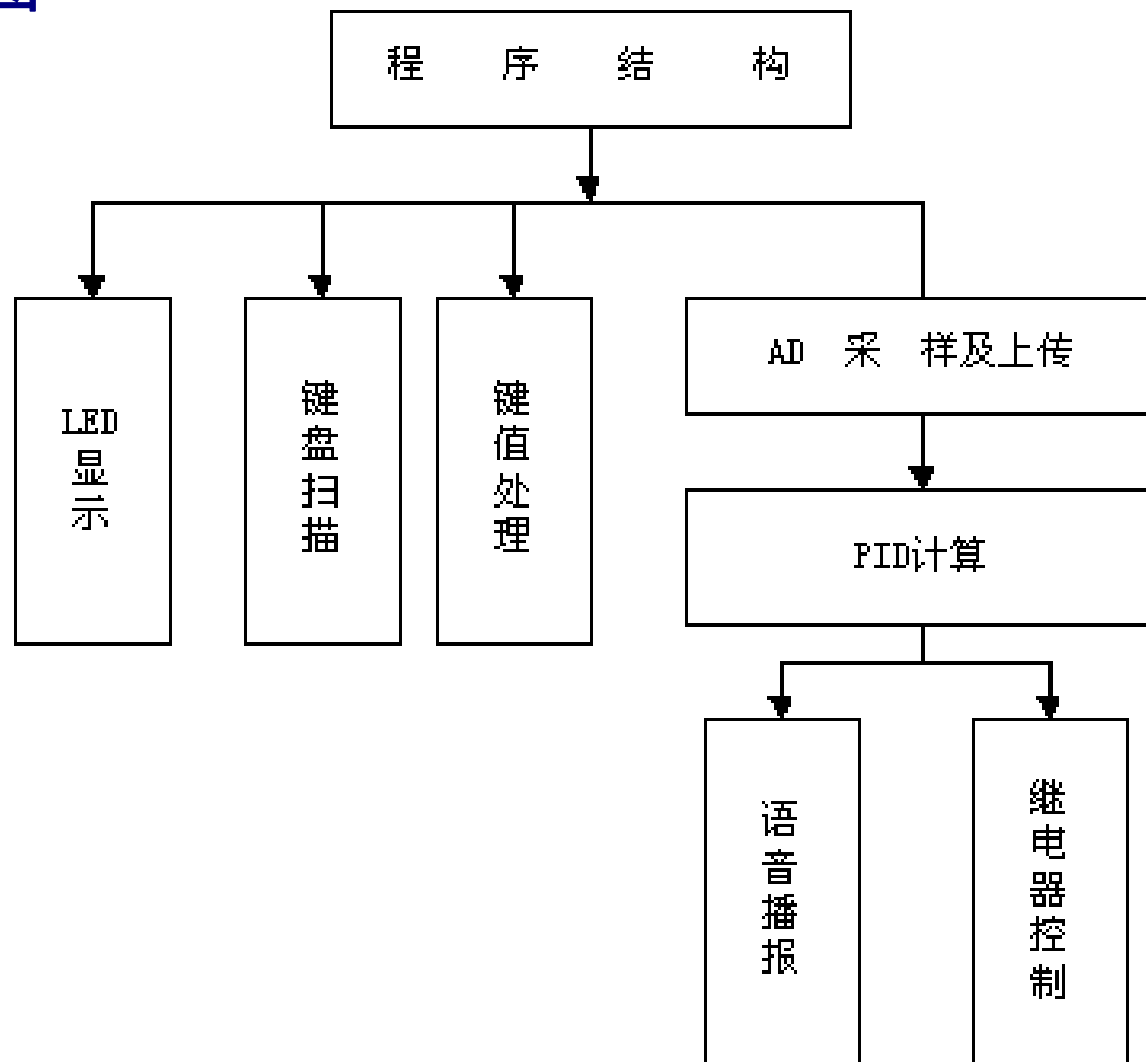 程 序 结 构
LED
显
示
键
盘
扫
描
键
值
处
理
AD 采 样及上传
PID计算
语
音
播
报
继
电
器
控
制